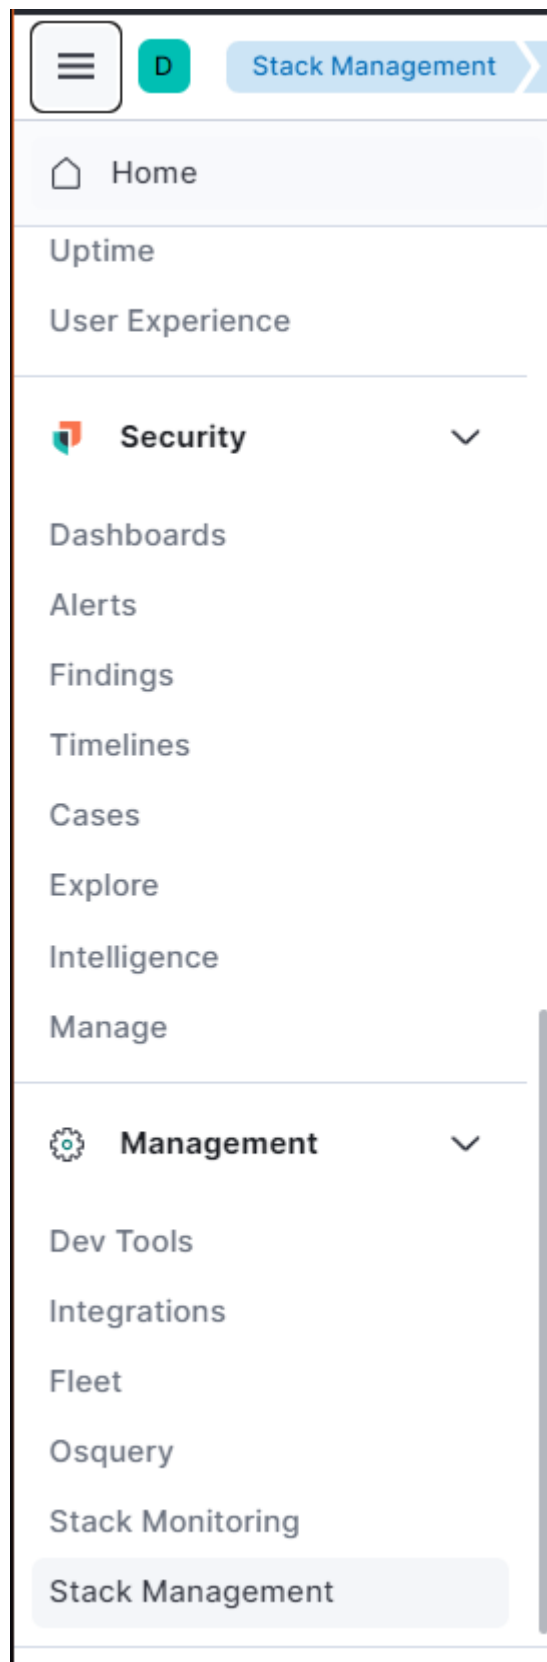 D
Stack Management
Home
Uptime
User Experience
Security
Dashboards
Alerts
Findings
Timelines
Cases
Explore
Intelligence
Manage
Management
Dev Tools
Integrations
Fleet
Osquery
Stack Monitoring
Stack Management